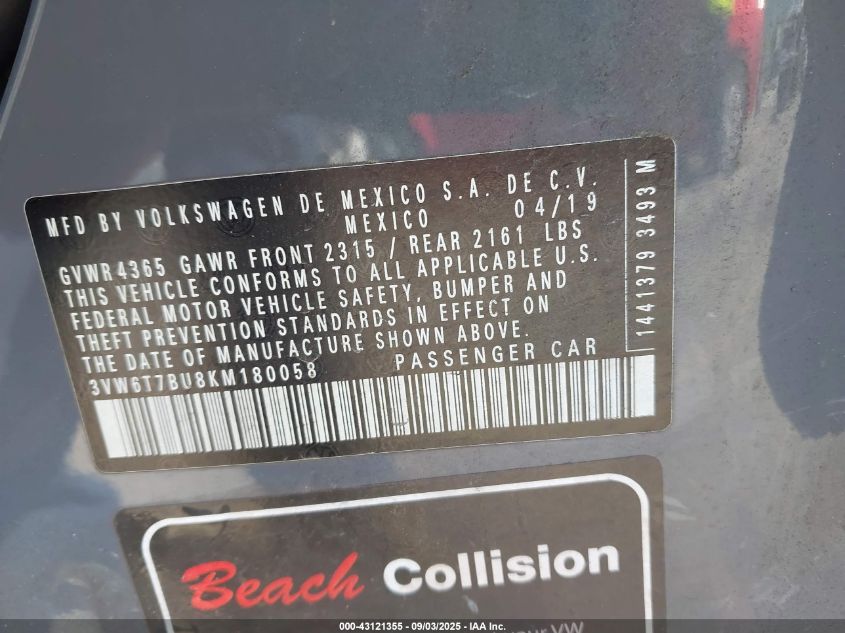 MFD BY VOLKSWAGEN DE MEXICO S.A. DE C.V.
MEXICO 04/19
GVWR4365 GAWR FRONT 2315 / REAR 2161 LBS
THIS VEHICLE CONFORMS TO ALL APPLICABLE U.S.
FEDERAL MOTOR VEHICLE SAFETY, BUMPER AND
THEFT PREVENTION STANDARDS IN EFFECT ON
THE DATE OF MANUFACTURE SHOWN ABOVE.
3VW6T7BU8KM180058 PASSENGER CAR
1441379 3493 M
Beach Collision
VW
000-43121355 - 09/03/2025 - IAA Inc.